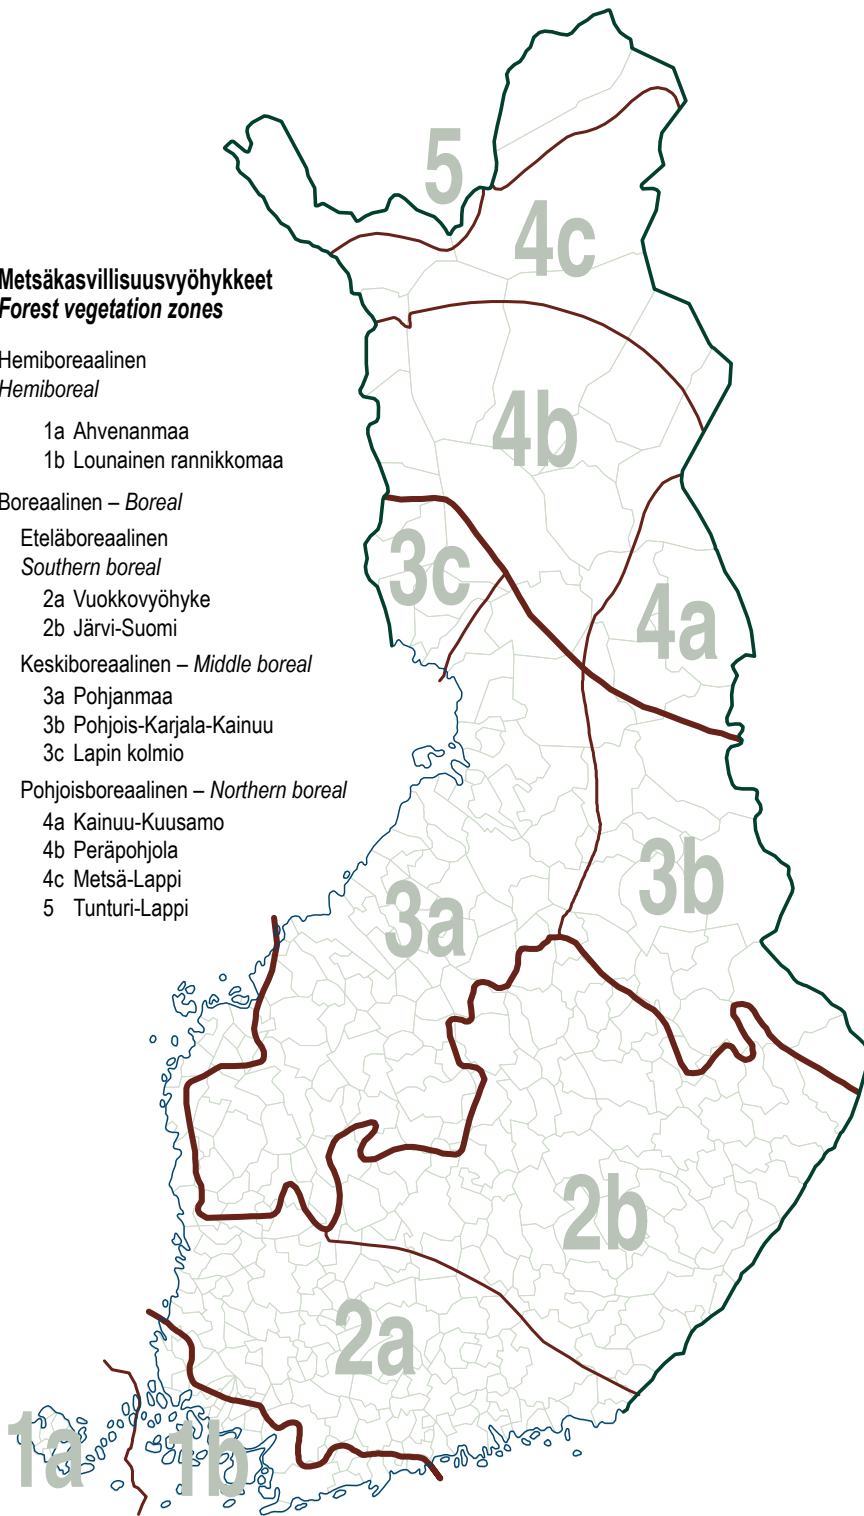 Metsäkasvillisuusvyöhykkeet
Forest vegetation zones
Hemiboreaalinen
Hemiboreal
1a Ahvenanmaa
1b Lounainen rannikkomaa
Boreaalinen – Boreal
Eteläboreaalinen
Southern boreal
2a Vuokkovyöhyke
2b Järvi-Suomi
Keskiboreaalinen – Middle boreal
3a Pohjanmaa
3b Pohjois-Karjala-Kainuu
3c Lapin kolmio
Pohjoisboreaalinen – Northern boreal
4a Kainuu-Kuusamo
4b Peräpohjola
4c Metsä-Lappi
5 Tunturi-Lappi
5
4c
4b
3c
4a
3b
3a
2b
2a
1a
1b